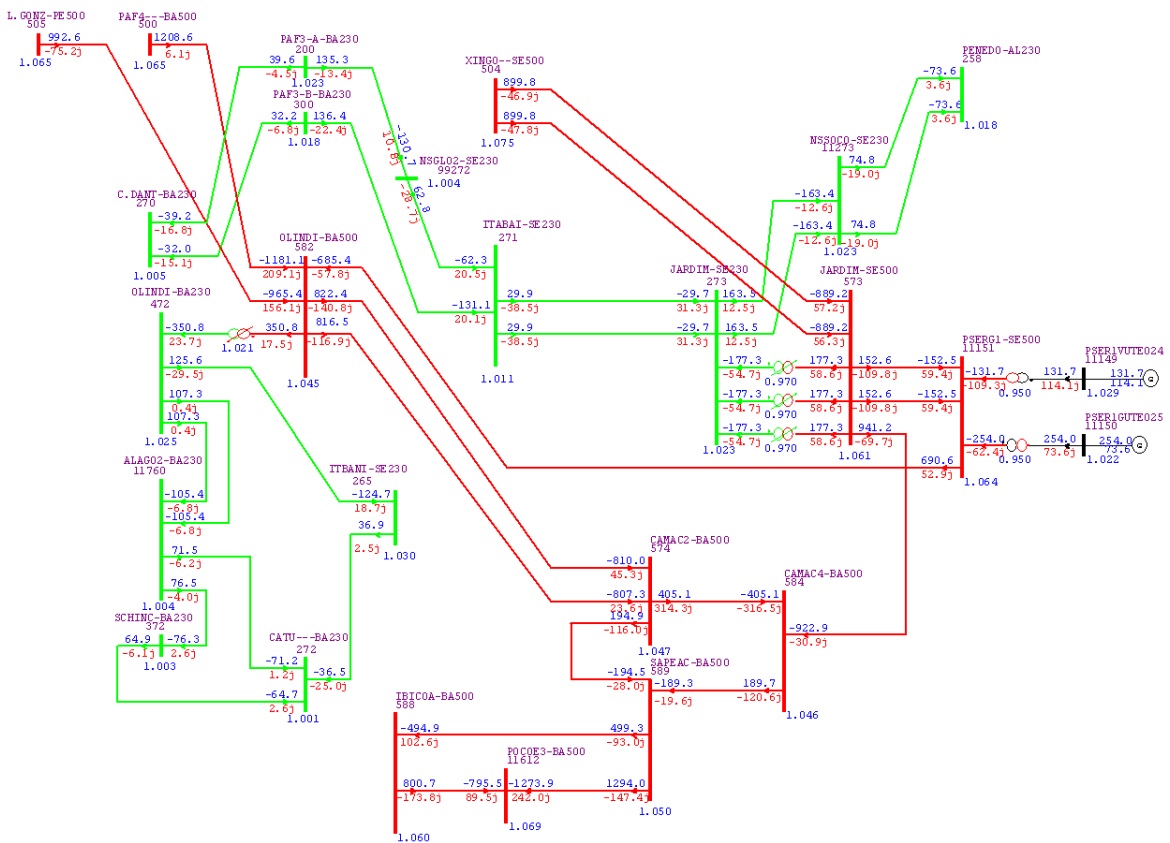 L.GONZ-PE500
505
992.6
-75.2j
1.065
PAF4---BA500
500
1208.6
6.1j
1.065
PAF3-A-BA230
200
39.6 135.3
-4.5j -13.4j
1.023
PAF3-B-BA230
300
32.2 136.4
-6.8j -22.4j
1.018
XINGO--SE500
504
899.8
-46.9j
899.8
-47.8j
1.075
PENEDO-AL230
258
-73.6
3.6j
-73.6
3.6j
1.018
NSSOCO-SE230
11273
74.8
-19.0j
-163.4
-12.6j
-163.4 74.8
-12.6j -19.0j
1.023
-130.7
10.8j
NSGLO2-SE230
99272
1.004
62.8
-28.7j
C.DANT-BA230
270
-39.2
-16.8j
-32.0
-15.1j
1.005
OLINDI-BA500
582
-1181.1 -685.4
209.1j -57.8j
-965.4 822.4
156.1j -140.8j
350.8 816.5
17.5j -116.9j
1.045
ITABAI-SE230
271
-62.3
20.5j
29.9
-38.5j
-131.1
20.1j
29.9
-38.5j
1.011
OLINDI-BA230
472
-350.8
23.7j
1.021
125.6
-29.5j
107.3
0.4j
107.3
0.4j
1.025
JARDIM-SE230
273
-29.7 163.5
31.3j 12.5j
-29.7 163.5
31.3j 12.5j
-177.3
-54.7j
0.970
-177.3
-54.7j
0.970
-177.3
-54.7j
0.970
1.023
JARDIM-SE500
573
-889.2
57.2j
-889.2
56.3j
177.3 152.6
58.6j -109.8j
177.3 152.6
58.6j -109.8j
177.3 941.2
58.6j -69.7j
1.061
PSERG1-SE500
11151
-152.5
59.4j
-131.7
-109.3j
-152.5
59.4j
-254.0
-62.4j
690.6
52.9j
1.064
0.950
PSER1VUTE024
11149
131.7 131.7
114.1j 114.1
1.029
0.950
PSER1GUTE025
11150
254.0 254.0
73.6j 73.6
1.022
ALAGO2-BA230
11760
-105.4
-6.8j
-105.4
-6.8j
71.5
-6.2j
76.5
-4.0j
1.004
ITBANI-SE230
265
-124.7
18.7j
36.9
2.5j
1.030
SCHINC-BA230
372
64.9 -76.3
-6.1j 2.6j
1.003
CATU---BA230
272
-71.2
1.2j
-36.5
-25.0j
-64.7
2.6j
1.001
CAMAC2-BA500
574
-810.0
45.3j
-807.3 405.1
23.6j 314.3j
194.9
-116.0j
1.047
CAMAC4-BA500
584
-405.1
-316.5j
-922.9
-30.9j
189.7
-120.6j
1.046
SAPEAC-BA500
589
-194.5
-28.0j
-189.3
-19.6j
499.3
-93.0j
1294.0
-147.4j
1.050
IBICOA-BA500
588
-494.9
102.6j
800.7
-173.8j
1.060
POCOE3-BA500
11612
-795.5 -1273.9
89.5j 242.0j
1.069